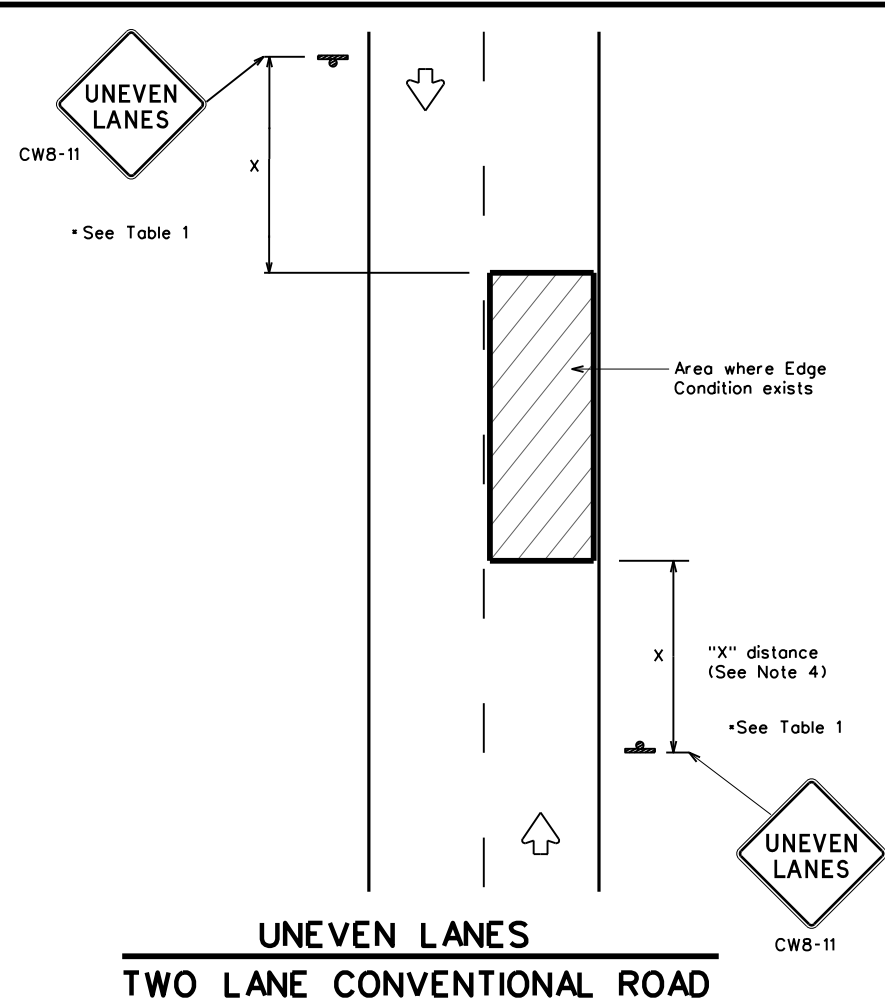 UNEVEN
LANES
CW8-11
X
* See Table 1
Area where Edge
Condition exists
X
"X" distance
(See Note 4)
*See Table 1
UNEVEN
LANES
CW8-11
UNEVEN LANES
TWO LANE CONVENTIONAL ROAD